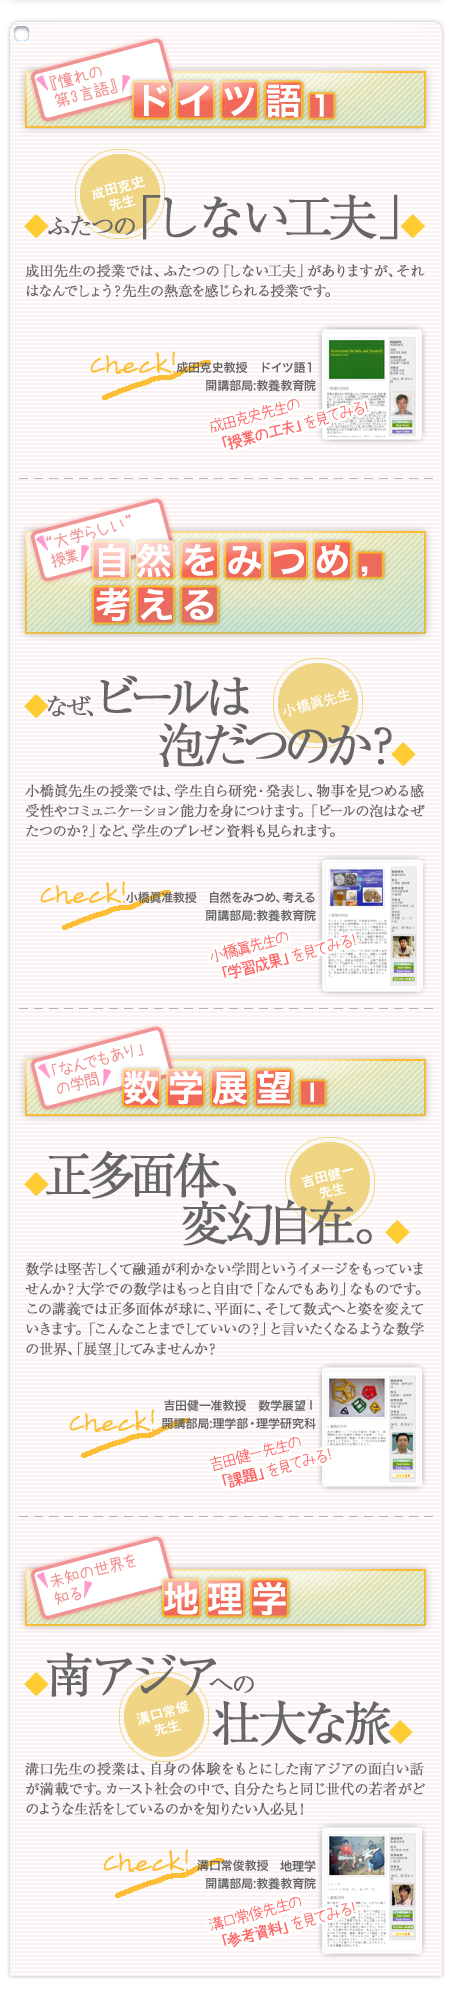 『憧れの
第3言語』
ドイツ語1
成田克史
先生
ふたつの「しない工夫」
成田先生の授業では、ふたつの「しない工夫」がありますが、それ
はなんでしょう？先生の熱意を感じられる授業です。
Check!
成田克史教授　ドイツ語1
開講部局:教養教育院
成田克史先生の
「授業の工夫」を見てみる!
“大学らしい”
授業
自然をみつめ,
考える
小橋眞先生
なぜ、ビールは
泡だつのか?
小橋眞先生の授業では、学生自ら研究・発表し、物事を見つめる感
受性やコミュニケーション能力を身につけます。「ビールの泡はなぜ
たつのか？」など、学生のプレゼン資料も見られます。
Check!
小橋眞准教授　自然をみつめ、考える
開講部局:教養教育院
小橋眞先生の
「学習成果」を見てみる!
「なんでもあり」
の学問
数学展望 I
吉田健一
先生
正多面体、
変幻自在。
数学は堅苦しくて融通が利かない学問というイメージをもっていま
せんか？大学での数学はもっと自由で「なんでもあり」なものです。
この講義では正多面体が球に、平面に、そして数式へと姿を変えて
いきます。「こんなことまでしていいの？」と言いたくなるような数学
の世界、「展望」してみませんか？
Check!
吉田健一准教授　数学展望 I
開講部局:理学部・理学研究科
吉田健一先生の
「課題」を見てみる!
未知の世界を
知る
地理学
溝口常俊
先生
南アジアへの
壮大な旅
溝口先生の授業は、自身の体験をもとにした南アジアの面白い話
が満載です。カースト社会の中で、自分たちと同じ世代の若者がど
のような生活をしているのかを知りたい人必見！
Check!
溝口常俊教授　地理学
開講部局:教養教育院
溝口常俊先生の
「参考資料」を見てみる!